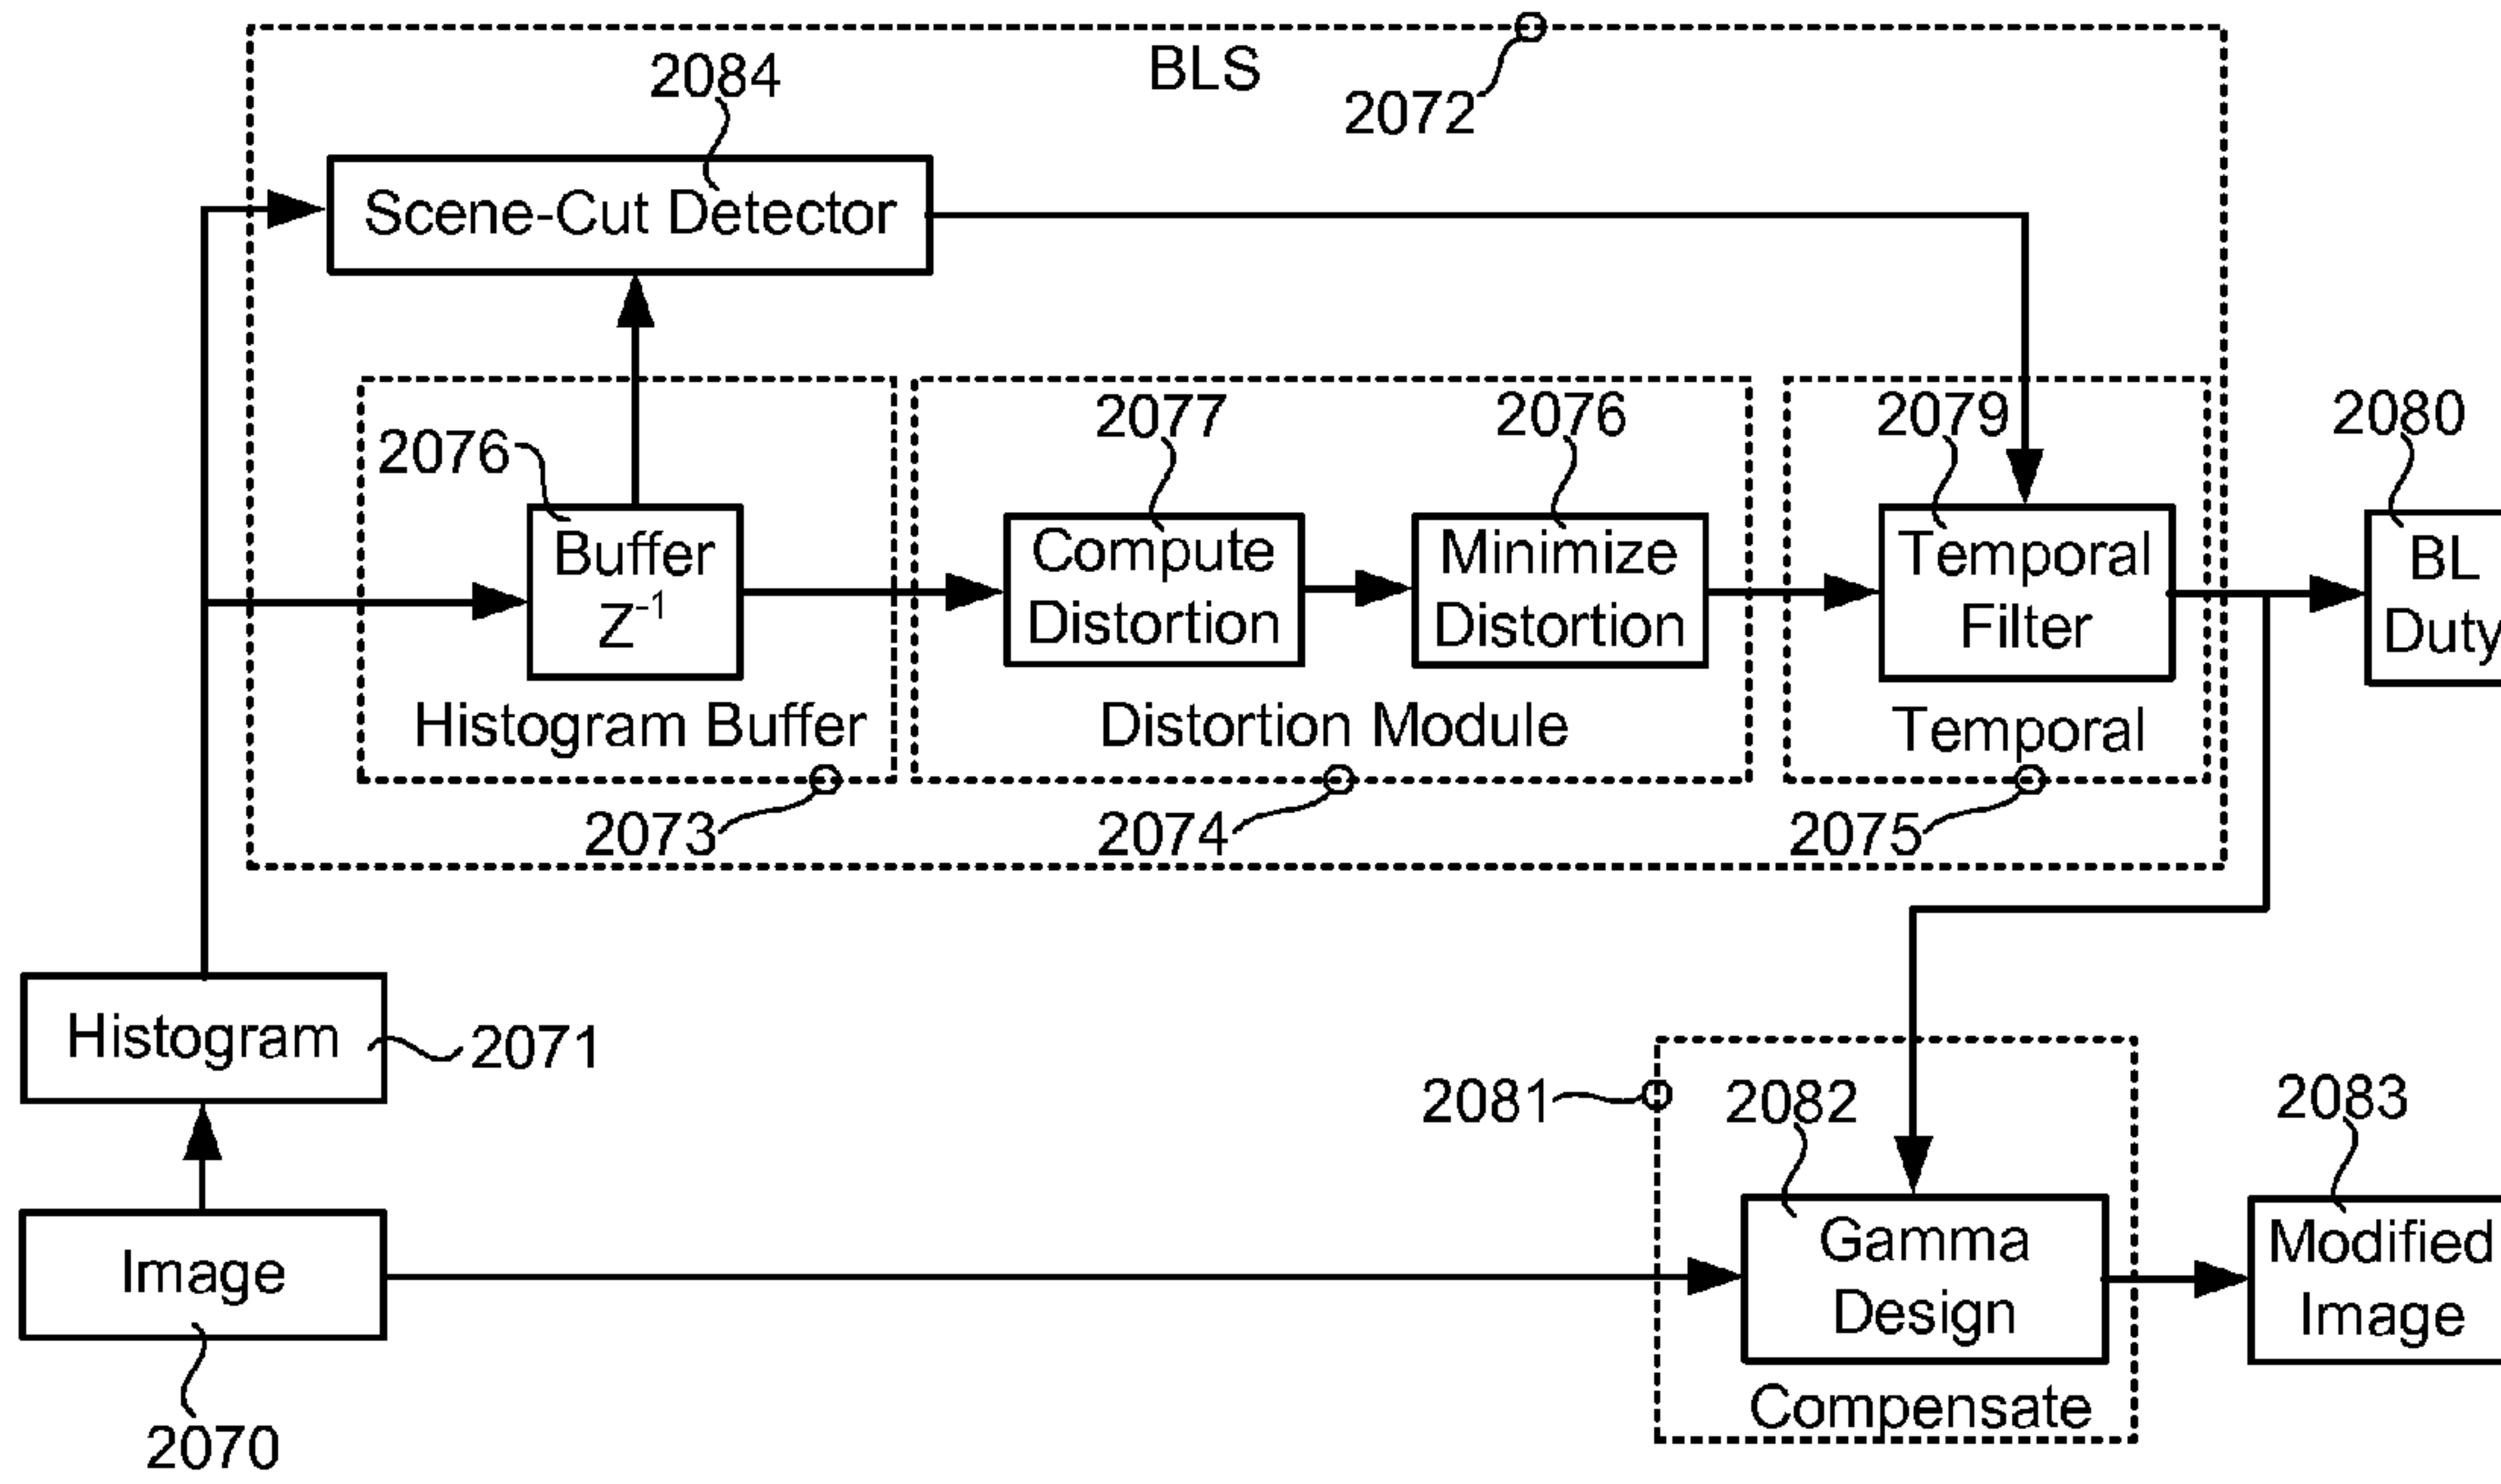 BLS
2072
2084
Scene-Cut Detector
2076
Buffer
Z⁻¹
Histogram Buffer
2073
2077
Compute
Distortion
2076
Minimize
Distortion
Distortion Module
2074
2079
Temporal
Filter
Temporal
2075
2080
BL
Duty
Histogram
2071
Image
2070
2081
2082
Gamma
Design
Compensate
2083
Modified
Image